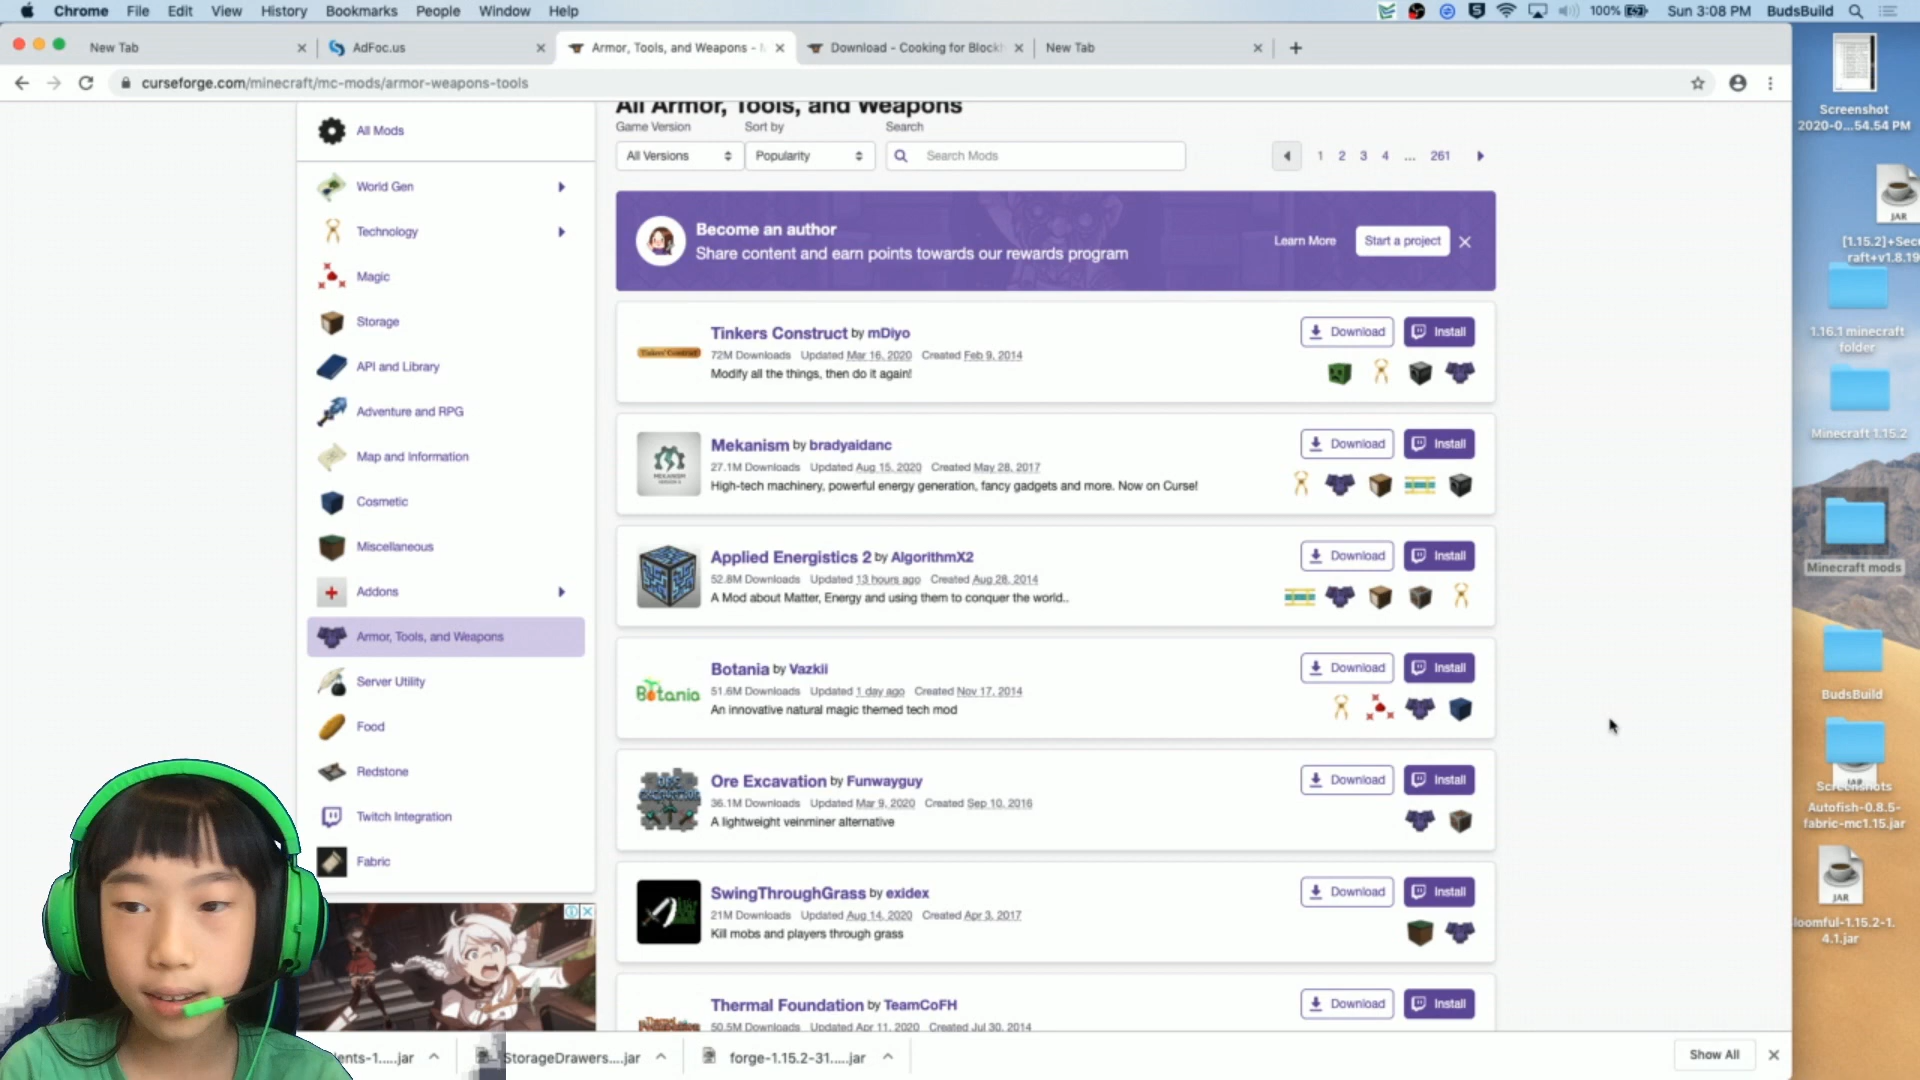 Chrome File Edit View History Bookmarks People Window Help
100% Sun 3:08 PM BudsBuild
New Tab
AdFoc.us
Armor, Tools, and Weapons -
Download - Cooking for Block
New Tab
curseforge.com/minecraft/mc-mods/armor-weapons-tools
All Mods
World Gen
Technology
Magic
Storage
API and Library
Adventure and RPG
Map and Information
Cosmetic
Miscellaneous
Addons
Armor, Tools, and Weapons
Server Utility
Food
Redstone
Twitch Integration
Fabric
All Armor, Tools, and Weapons
Game Version Sort by Search
All Versions Popularity Search Mods
1 2 3 4 ... 261
Become an author
Share content and earn points towards our rewards program
Learn More Start a project
Tinkers Construct by mDiyo
72M Downloads Updated Mar 16, 2020 Created Feb 9, 2014
Modify all the things, then do it again!
Download Install
MEKANISM
Mekanism by bradyaidanc
27.1M Downloads Updated Aug 15, 2020 Created May 28, 2017
High-tech machinery, powerful energy generation, fancy gadgets and more. Now on Curse!
Download Install
Applied Energistics 2 by AlgorithmX2
52.8M Downloads Updated 13 hours ago Created Aug 28, 2014
A Mod about Matter, Energy and using them to conquer the world..
Download Install
Botania
Botania by Vazkii
51.6M Downloads Updated 1 day ago Created Nov 17, 2014
An innovative natural magic themed tech mod
Download Install
Ore Excavation by Funwayguy
36.1M Downloads Updated Mar 9, 2020 Created Sep 10, 2016
A lightweight veinminer alternative
Download Install
SwingThroughGrass by exidex
21M Downloads Updated Aug 14, 2020 Created Apr 3, 2017
Kill mobs and players through grass
Download Install
Thermal Foundation by TeamCoFH
50.5M Downloads Updated Apr 11, 2020 Created Jul 30, 2014
Download Install
ents-1.....jar
StorageDrawers....jar
forge-1.15.2-31.....jar
Show All
Screenshot
2020-0...54.54 PM
JAR
[1.15.2]+Secu
raft+v1.8.19
1.16.1 minecraft
folder
Minecraft 1.15.2
Minecraft mods
BudsBuild
Screenshots
Autofish-0.8.5-
fabric-mc1.15.jar
JAR
loomful-1.15.2-1.
4.1.jar